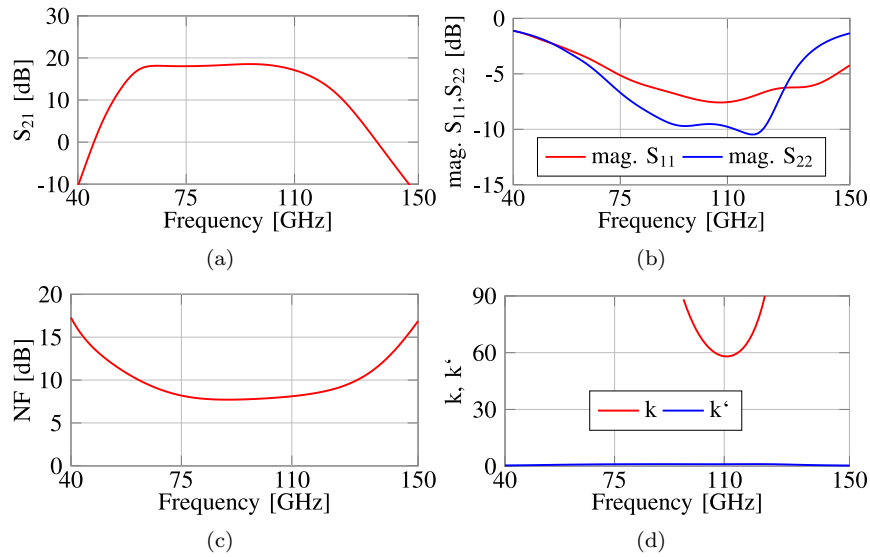 S21 [dB]
30
20
10
0
-10
40
75
110
150
Frequency [GHz]
(a)
mag. S11,S22 [dB]
0
-5
-10
-15
mag. S11
mag. S22
40
75
110
150
Frequency [GHz]
(b)
NF [dB]
20
15
10
5
0
40
75
110
150
Frequency [GHz]
(c)
k, k‘
90
60
30
0
k
k‘
40
75
110
150
Frequency [GHz]
(d)